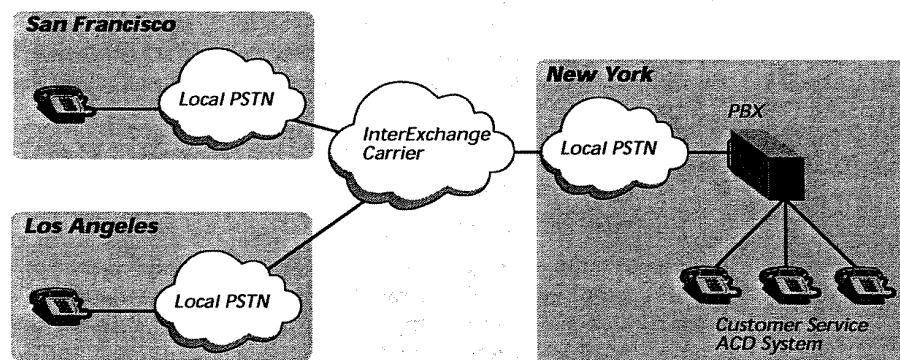 San Francisco
Local PSTN
InterExchange
Carrier
New York
Local PSTN
PBX
Los Angeles
Local PSTN
Customer Service
ACD System